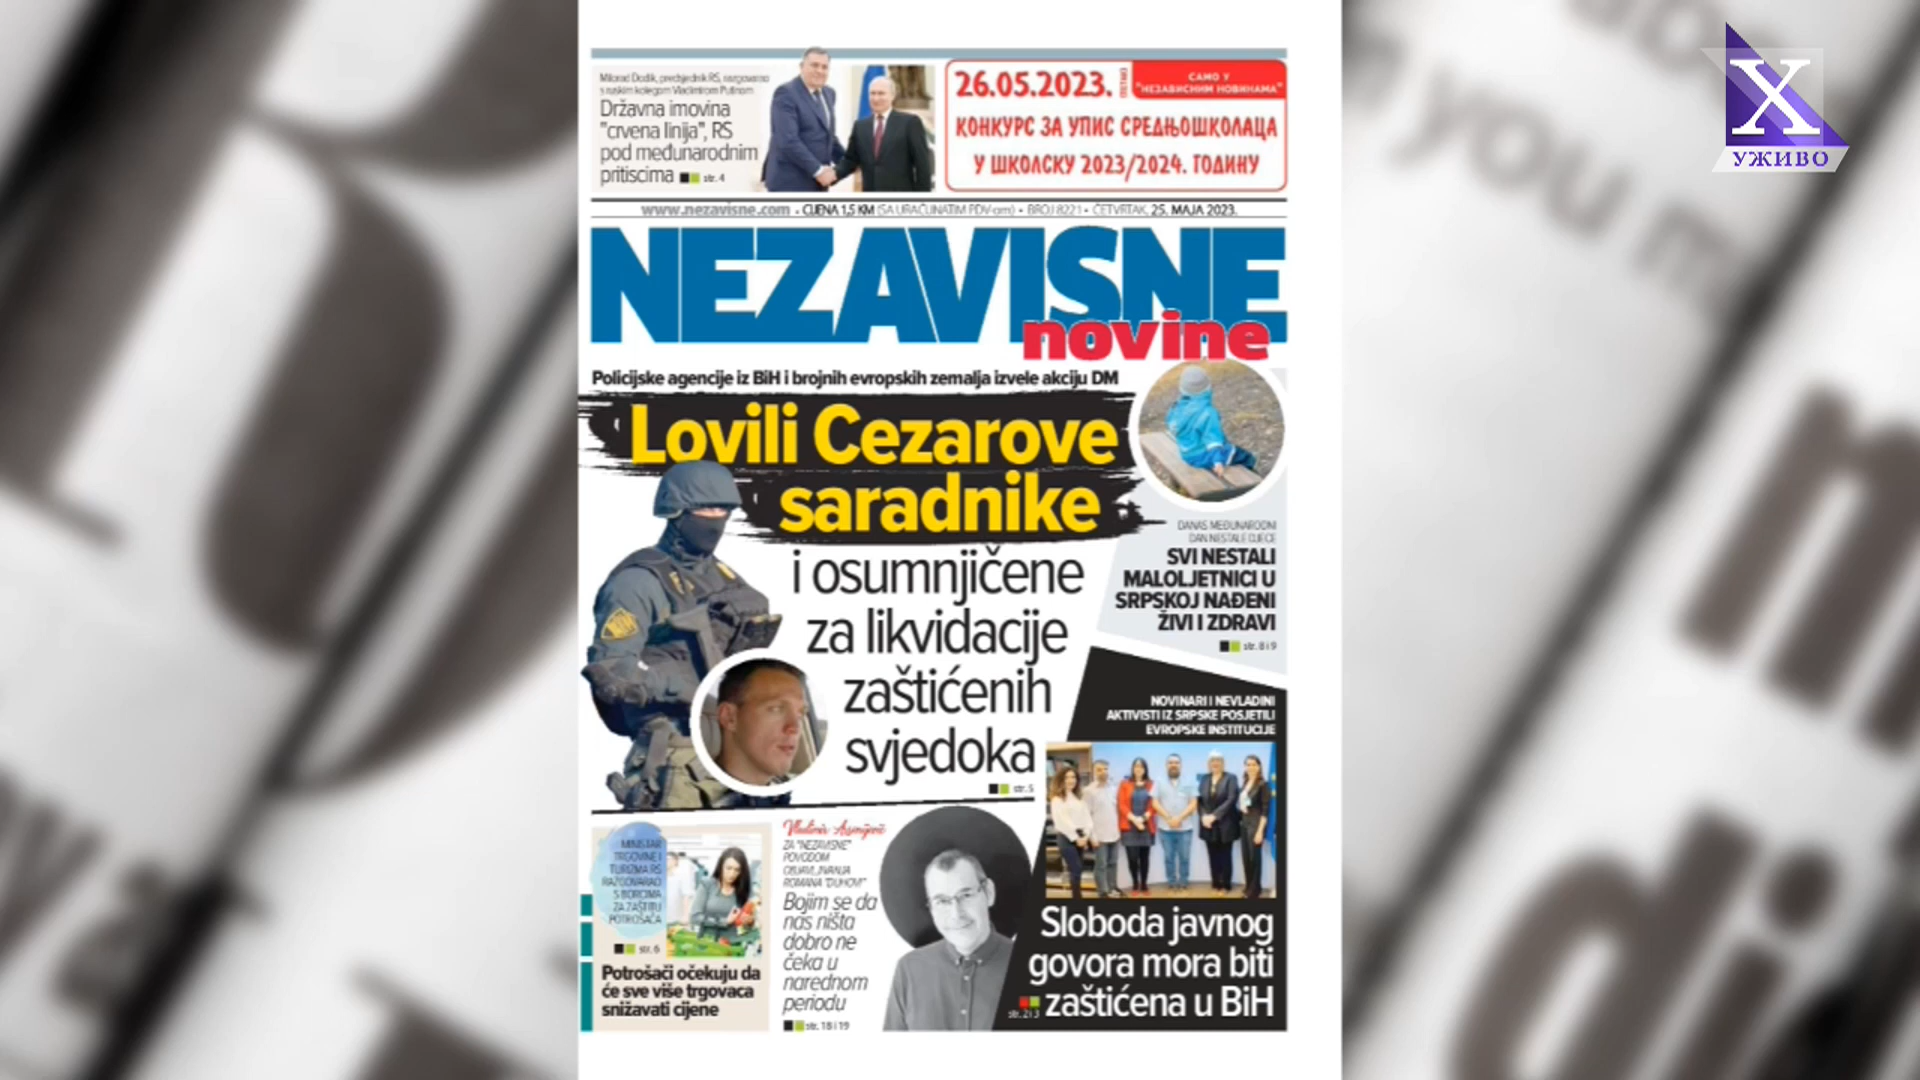 X
УЖИВО
Milorad Dodik, predsjednik RS, razgovarao
s ruskim kolegom Vladimirom Putinom
Državna imovina
"crvena linija", RS
pod međunarodnim
pritiscima str. 4
26.05.2023.
САМО У
"НЕЗАВИСНИМ НОВИНАМА"
КОНКУРС ЗА УПИС СРЕДЊОШКОЛАЦА
У ШКОЛСКУ 2023/2024. ГОДИНУ
www.nezavisne.com • CIJENA 1,5 KM (SA URAČUNATIM PDV-om) • BROJ 8221 • ČETVRTAK, 25. MAJA 2023.
NEZAVISNE
novine
Policijske agencije iz BiH i brojnih evropskih zemalja izvele akciju DM
Lovili Cezarove
saradnike
i osumnjičene
za likvidacije
zaštićenih
svjedoka
str. 5
DANAS MEĐUNARODNI
DAN NESTALE DJECE
SVI NESTALI
MALOLJETNICI U
SRPSKOJ NAĐENI
ŽIVI I ZDRAVI
str. 8 i 9
NOVINARI I NEVLADINI
AKTIVISTI IZ SRPSKE POSJETILI
EVROPSKE INSTITUCIJE
Sloboda javnog
govora mora biti
zaštićena u BiH
str. 2 i 3
MINISTAR
TRGOVINE I
TURIZMA RS
RAZGOVARAO
S BORCIMA
ZA ZAŠTITU
POTROŠAČA
str. 6
Potrošači očekuju da
će sve više trgovaca
snižavati cijene
Vladimir Arsenijević
ZA "NEZAVISNE"
POVODOM
OBJAVLJIVANJA
ROMANA "DUHOVI"
Bojim se da
nas ništa
dobro ne
čeka u
narednom
periodu
str. 18 i 19
you m
di